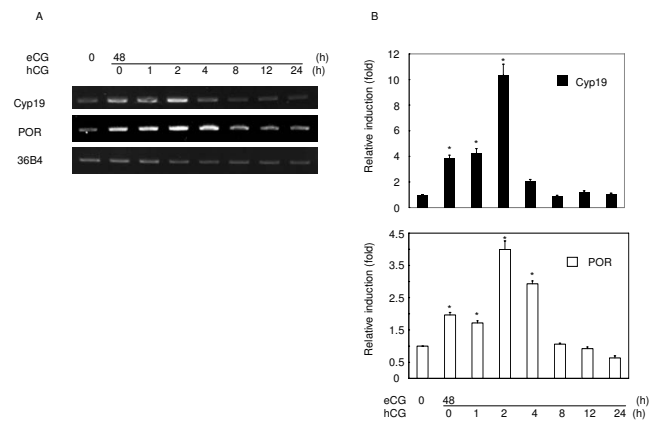 A
eCG 0 48 (h)
hCG 0 1 2 4 8 12 24 (h)
Cyp19
POR
36B4
B
12
10
8
6
4
2
0
Relative induction (fold)
* * *
Cyp19
4.5
3.5
2.5
1.5
0.5
Relative induction (fold)
* * * *
POR
eCG 0 48 (h)
hCG 0 1 2 4 8 12 24 (h)